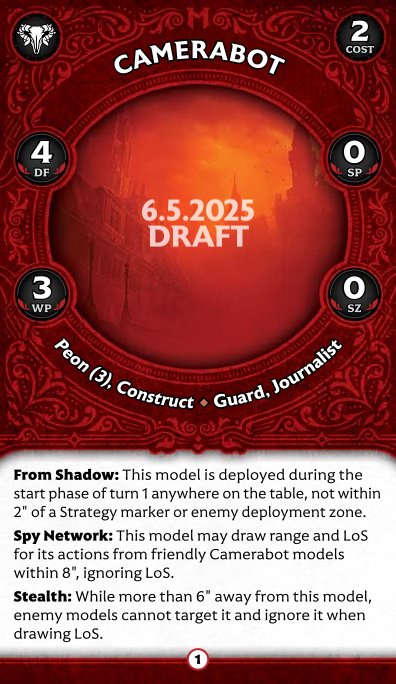 CAMERABOT
2
COST
4
DF
0
SP
6.5.2025
DRAFT
3
WP
0
SZ
Peon (3), Construct ⬥ Guard, Journalist
From Shadow: This model is deployed during the
start phase of turn 1 anywhere on the table, not within
2" of a Strategy marker or enemy deployment zone.
Spy Network: This model may draw range and LoS
for its actions from friendly Camerabot models
within 8", ignoring LoS.
Stealth: While more than 6" away from this model,
enemy models cannot target it and ignore it when
drawing LoS.
1